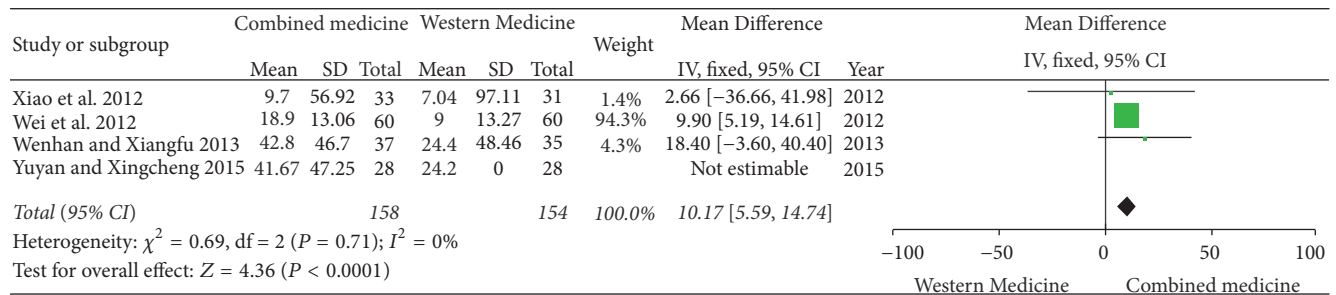 Combined medicine Western Medicine Mean Difference Mean Difference
Study or subgroup Weight
Mean SD Total Mean SD Total IV, fixed, 95% CI Year IV, fixed, 95% CI
Xiao et al. 2012 9.7 56.92 33 7.04 97.11 31 1.4% 2.66 [−36.66, 41.98] 2012
Wei et al. 2012 18.9 13.06 60 9 13.27 60 94.3% 9.90 [5.19, 14.61] 2012
Wenhan and Xiangfu 2013 42.8 46.7 37 24.4 48.46 35 4.3% 18.40 [−3.60, 40.40] 2013
Yuyan and Xingcheng 2015 41.67 47.25 28 24.2 0 28 Not estimable 2015
Total (95% CI) 158 154 100.0% 10.17 [5.59, 14.74]
Heterogeneity: χ² = 0.69, df = 2 (P = 0.71); I² = 0%
Test for overall effect: Z = 4.36 (P < 0.0001)
−100 −50 0 50 100
Western Medicine Combined medicine